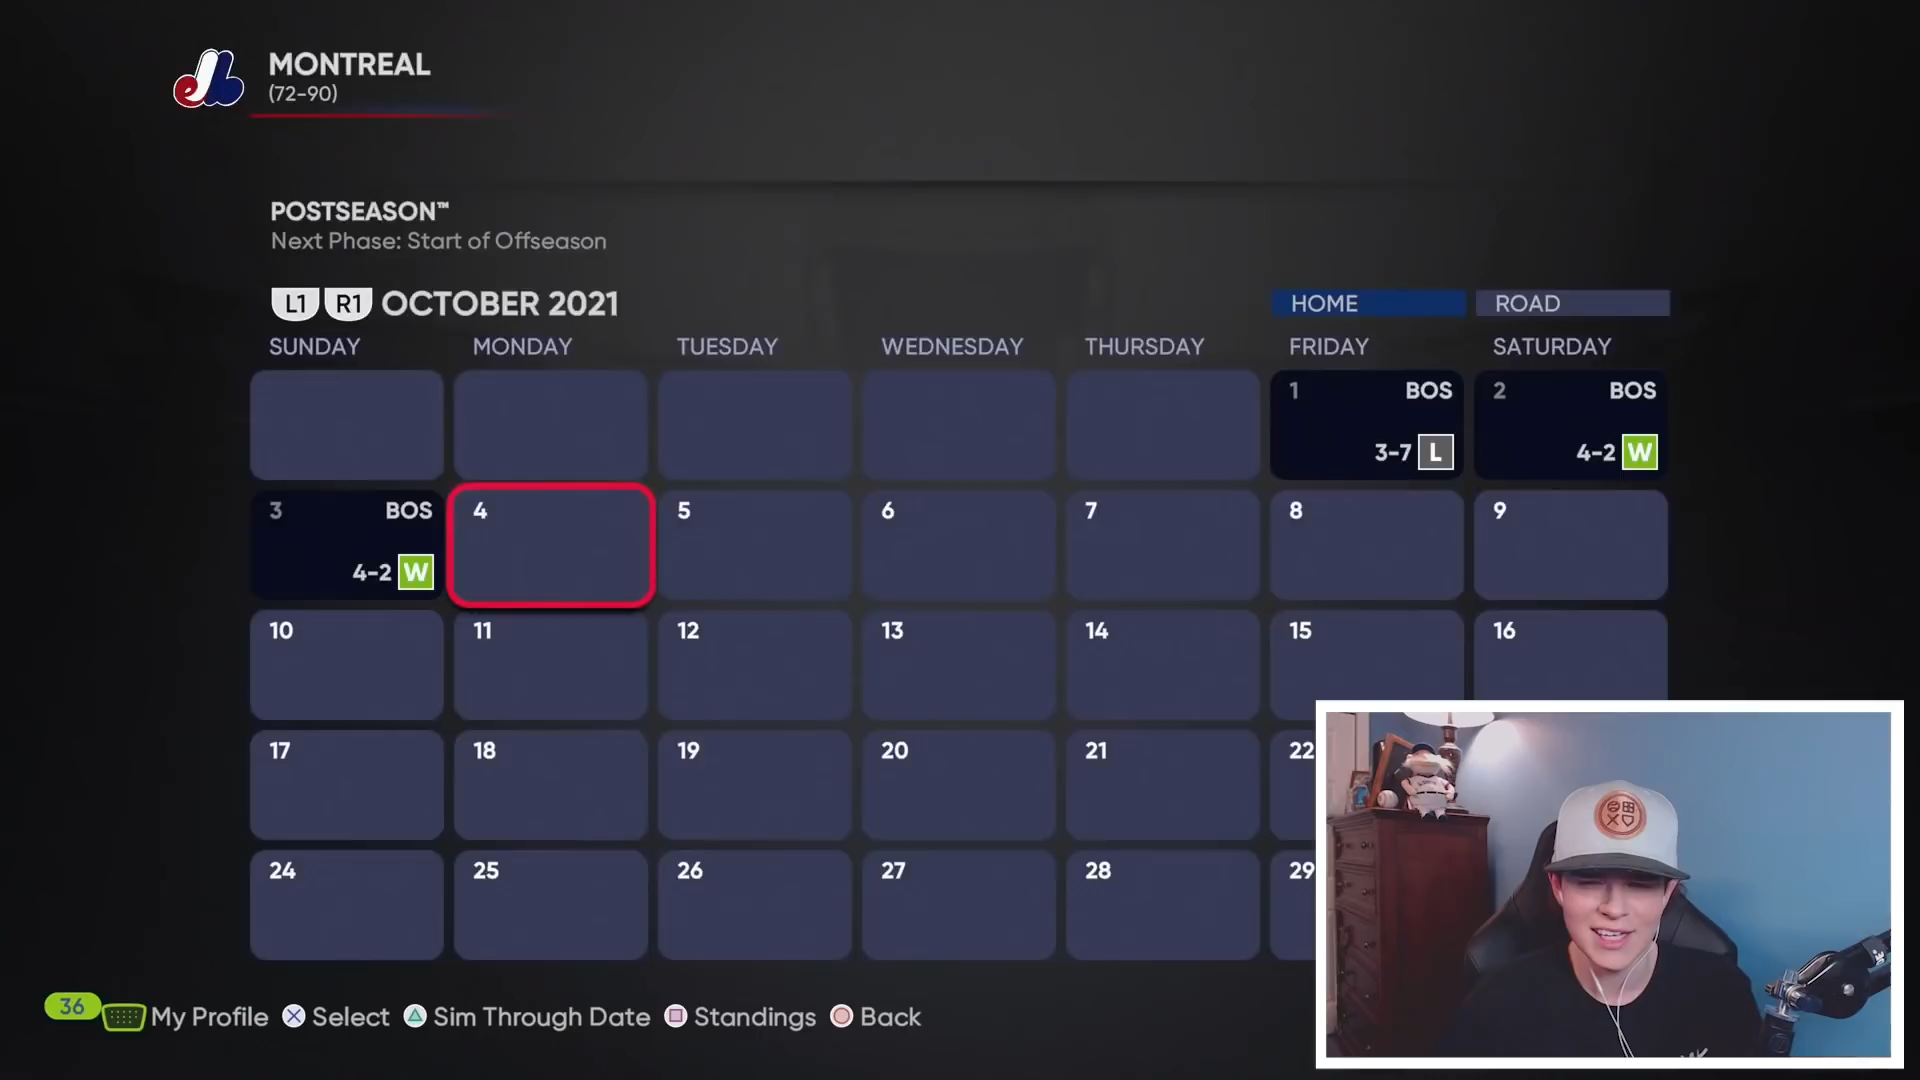 MONTREAL
(72-90)
POSTSEASON™
Next Phase: Start of Offseason
L1 R1 OCTOBER 2021
HOME ROAD
SUNDAY MONDAY TUESDAY WEDNESDAY THURSDAY FRIDAY SATURDAY
1 BOS 2 BOS
3-7 L 4-2 W
3 BOS 4 5 6 7 8 9
4-2 W
10 11 12 13 14 15 16
17 18 19 20 21 22
24 25 26 27 28 29
36 My Profile Select Sim Through Date Standings Back